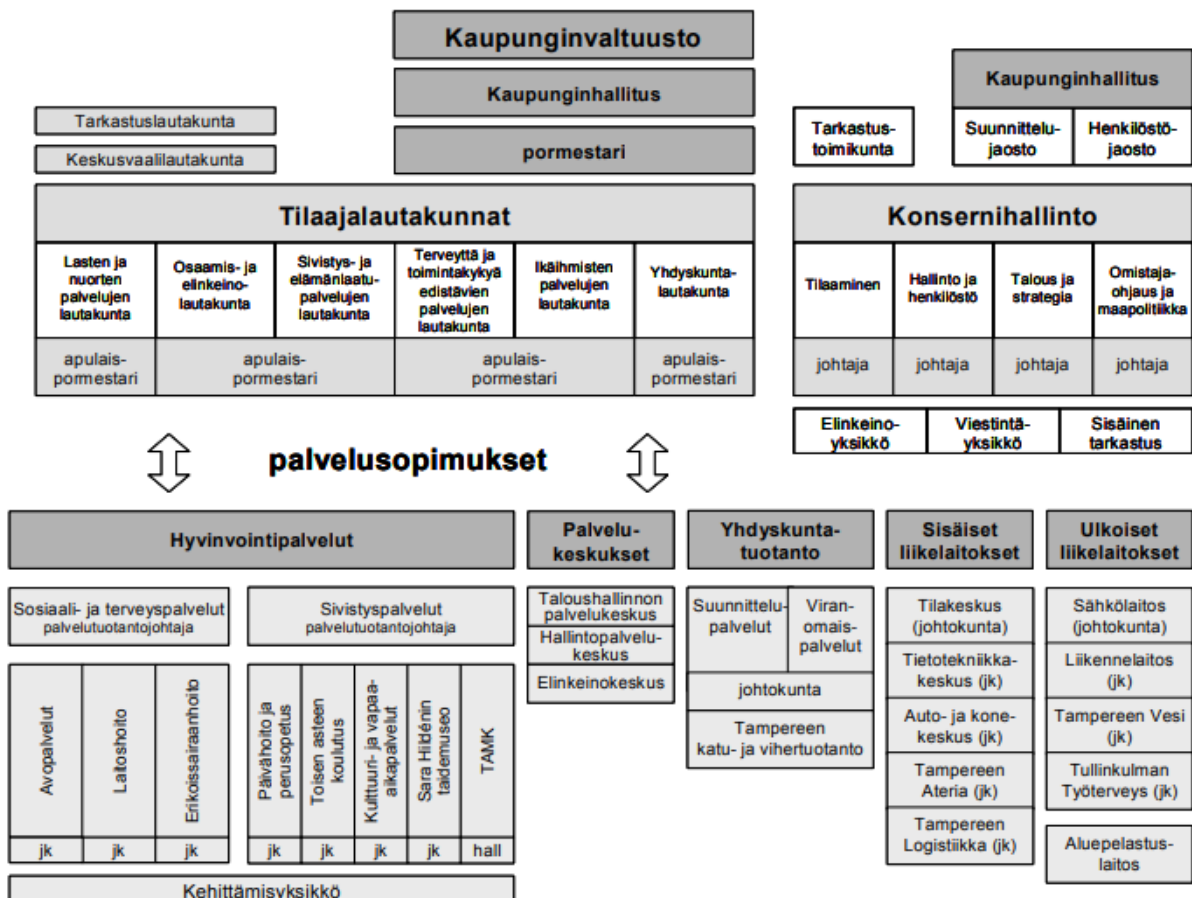 Kaupunginvaltuusto
Kaupunginhallitus
pormestari
Tarkastuslautakunta
Keskusvaalilautakunta
Kaupunginhallitus
Tarkastus-
toimikunta
Suunnittelu-
jaosto
Henkilöstö-
jaosto
Tilaajalautakunnat
Lasten ja
nuorten
palvelujen
lautakunta
Osaamis- ja
elinkeino-
lautakunta
Sivistys- ja
elämänlaatu-
palvelujen
lautakunta
Terveyttä ja
toimintakykyä
edistävien
palvelujen
lautakunta
Ikäihmisten
palvelujen
lautakunta
Yhdyskunta-
lautakunta
apulais-
pormestari
apulais-
pormestari
apulais-
pormestari
apulais-
pormestari
Konsernihallinto
Tilaaminen
Hallinto ja
henkilöstö
Talous ja
strategia
Omistaja-
ohjaus ja
maapolitiikka
johtaja
johtaja
johtaja
johtaja
Elinkeino-
yksikkö
Viestintä-
yksikkö
Sisäinen
tarkastus
palvelusopimukset
Hyvinvointipalvelut
Sosiaali- ja terveyspalvelut
palvelutuotantojohtaja
Sivistyspalvelut
palvelutuotantojohtaja
Avopalvelut
Laitoshoito
Erikoissairaanhoito
Päivähoito ja
perusopetus
Toisen asteen
koulutus
Kulttuuri- ja vapaa-
aikapalvelut
Sara Hildénin
taidemuseo
TAMK
jk
jk
jk
jk
jk
jk
jk
hall
Kehittämisyksikkö
Palvelu-
keskukset
Taloushallinnon
palvelukeskus
Hallintopalvelu-
keskus
Elinkeinokeskus
Yhdyskunta-
tuotanto
Suunnittelu-
palvelut
Viran-
omais-
palvelut
johtokunta
Tampereen
katu- ja vihertuotanto
Sisäiset
liikelaitokset
Tilakeskus
(johtokunta)
Tietotekniikka-
keskus (jk)
Auto- ja kone-
keskus (jk)
Tampereen
Ateria (jk)
Tampereen
Logistiikka (jk)
Ulkoiset
liikelaitokset
Sähkölaitos
(johtokunta)
Liikennelaitos
(jk)
Tampereen Vesi
(jk)
Tullinkulman
Työterveys (jk)
Aluepelastus-
laitos